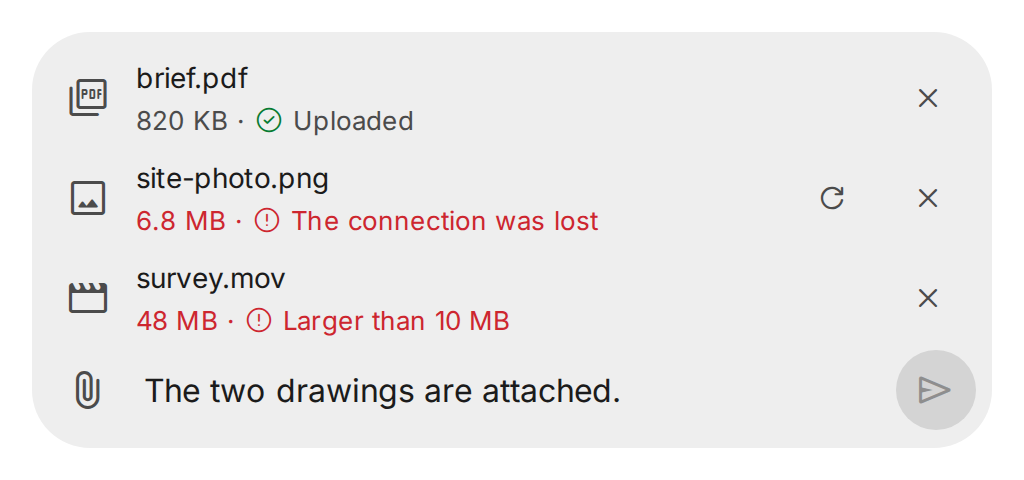 PDF
brief.pdf
820 KB · Uploaded
site-photo.png
6.8 MB · The connection was lost
survey.mov
48 MB · Larger than 10 MB
The two drawings are attached.